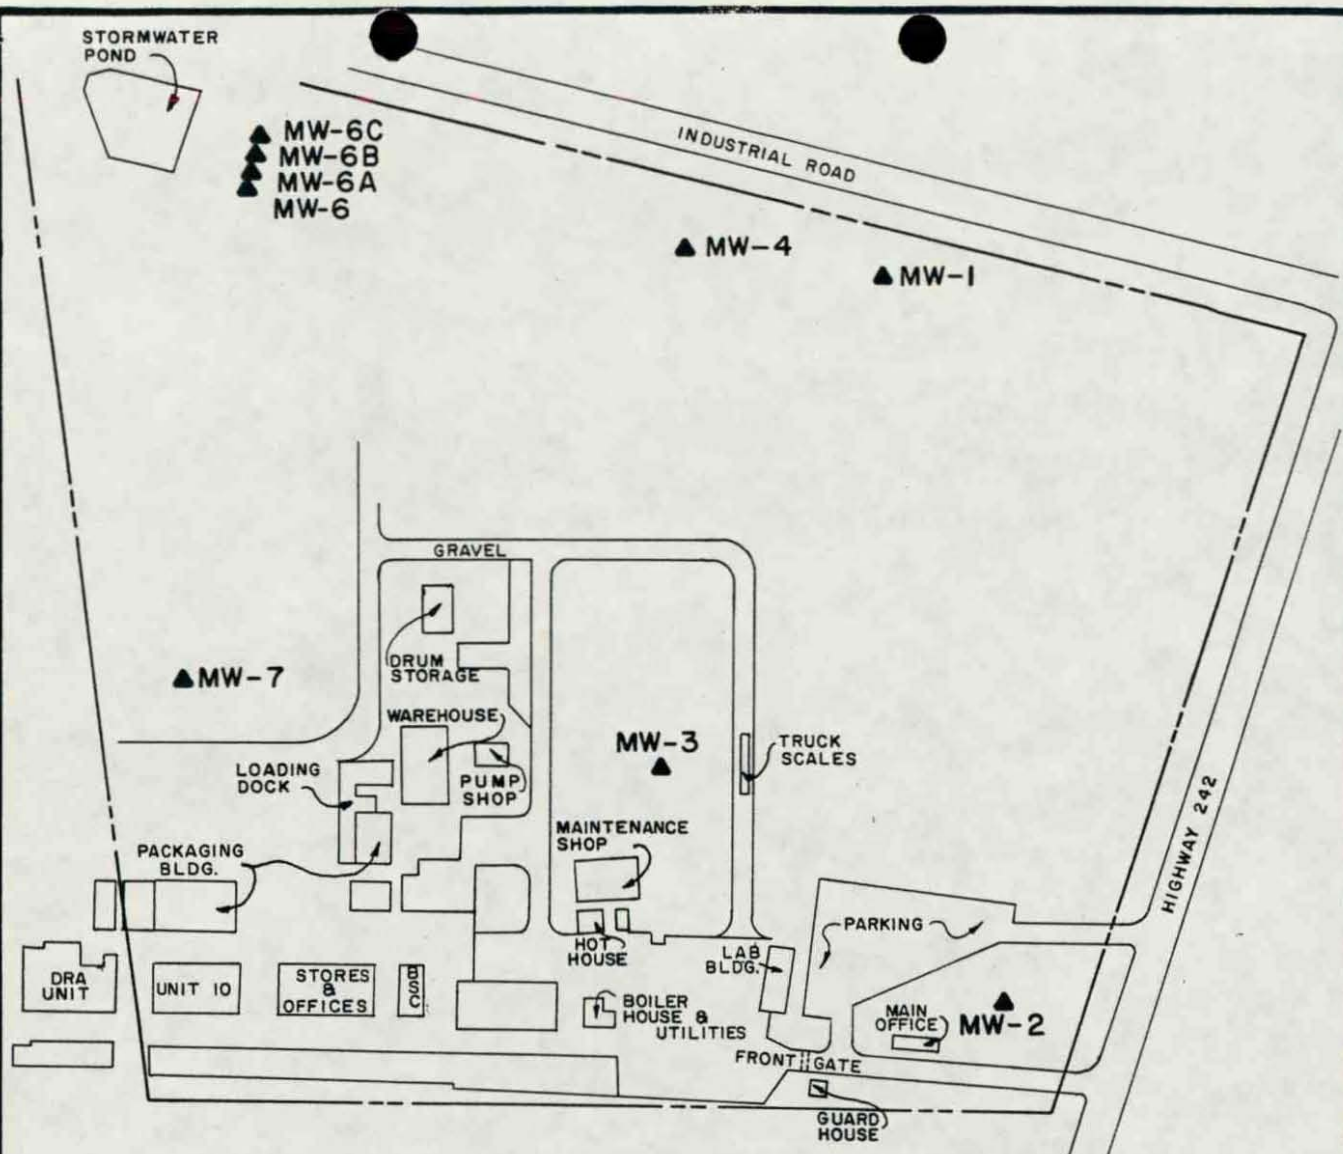 STORMWATER
POND
MW-6C
MW-6B
MW-6A
MW-6
INDUSTRIAL ROAD
MW-4
MW-1
GRAVEL
DRUM
STORAGE
MW-7
WAREHOUSE
MW-3
TRUCK
SCALES
LOADING
DOCK
PUMP
SHOP
HIGHWAY 242
MAINTENANCE
SHOP
PACKAGING
BLDG.
PARKING
HOT
HOUSE
LAB
BLDG.
DRA
UNIT
UNIT 10
STORES
&
OFFICES
BSC
BOILER
HOUSE &
UTILITIES
MAIN
OFFICE
MW-2
FRONT GATE
GUARD
HOUSE